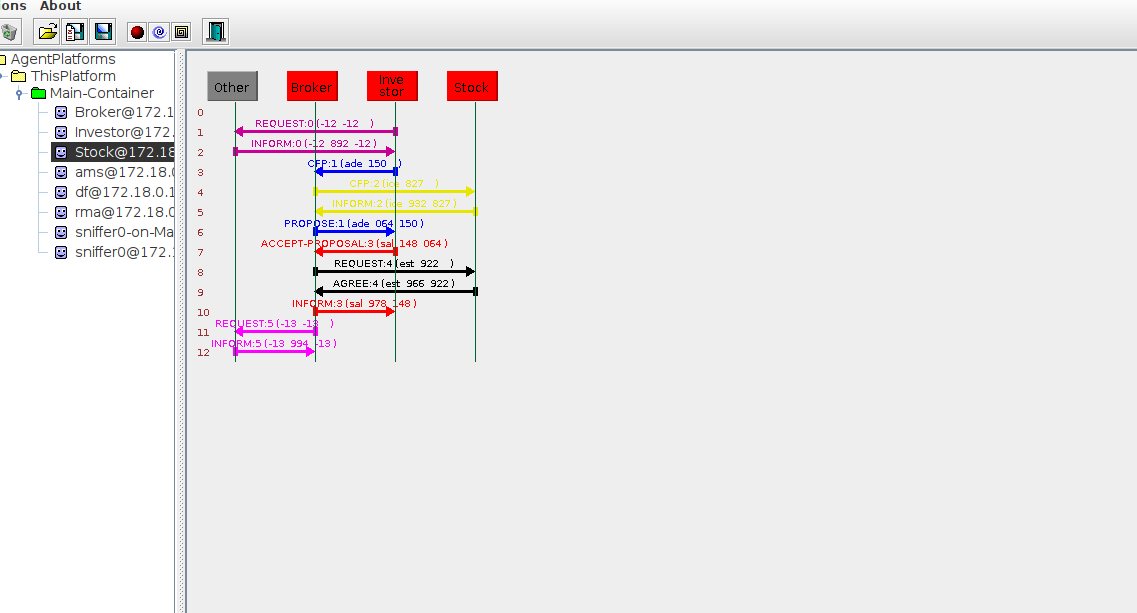 ons About
AgentPlatforms
ThisPlatform
Main-Container
Broker@172.1
Investor@172.
Stock@172.18
ams@172.18.0
df@172.18.0.1
rma@172.18.0
sniffer0-on-Ma
sniffer0@172.
Other Broker Inve stor Stock
0
1 REQUEST:0 (-12 -12 )
2 INFORM:0 (-12 892 -12 )
3 CFP:1 (ade 150 )
4 CFP:2 (ice 827 )
5 INFORM:2 (ice 932 827 )
6 PROPOSE:1 (ade 064 150 )
7 ACCEPT-PROPOSAL:3 (sal 148 064 )
8 REQUEST:4 (est 922 )
9 AGREE:4 (est 966 922 )
10 INFORM:3 (sal 978 148 )
11 REQUEST:5 (-13 -13 )
12 INFORM:5 (-13 994 -13 )